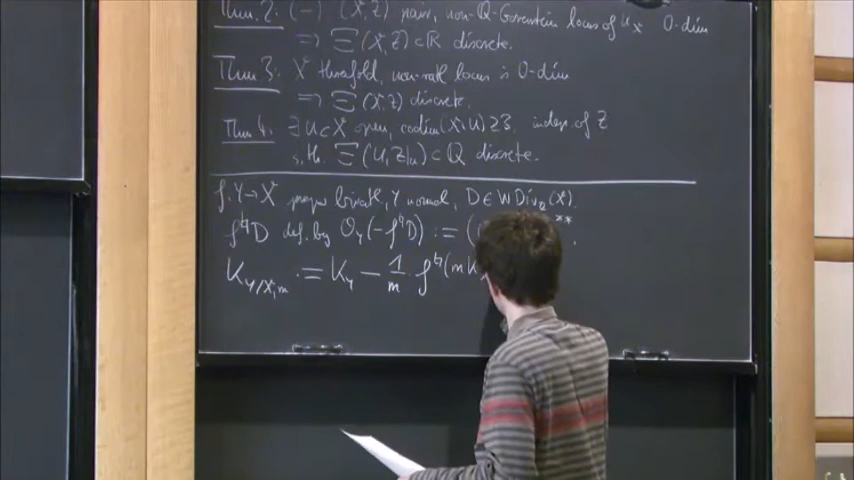 Thm 2. (-) (X,Z) pair, non-Q-Gorenstein locus of K_X 0-dim
⇒ Ξ(X,Z) ⊂ ℝ discrete.
Thm 3. X threefold, non-ratl locus is 0-dim
⇒ Ξ(X,Z) discrete.
Thm 4. ∃ U ⊂ X open, codim(X\U) ≥ 3, indep. of Z
s.th. Ξ(U, Z|_U) ⊂ ℚ discrete.
f: Y → X proper birat'l, Y normal, D ∈ WDiv_ℚ(X).
f^♮D def. by O_Y(-f^♮D) := ( ** .
K_{Y/X,m} := K_Y - 1/m f^♮(mK